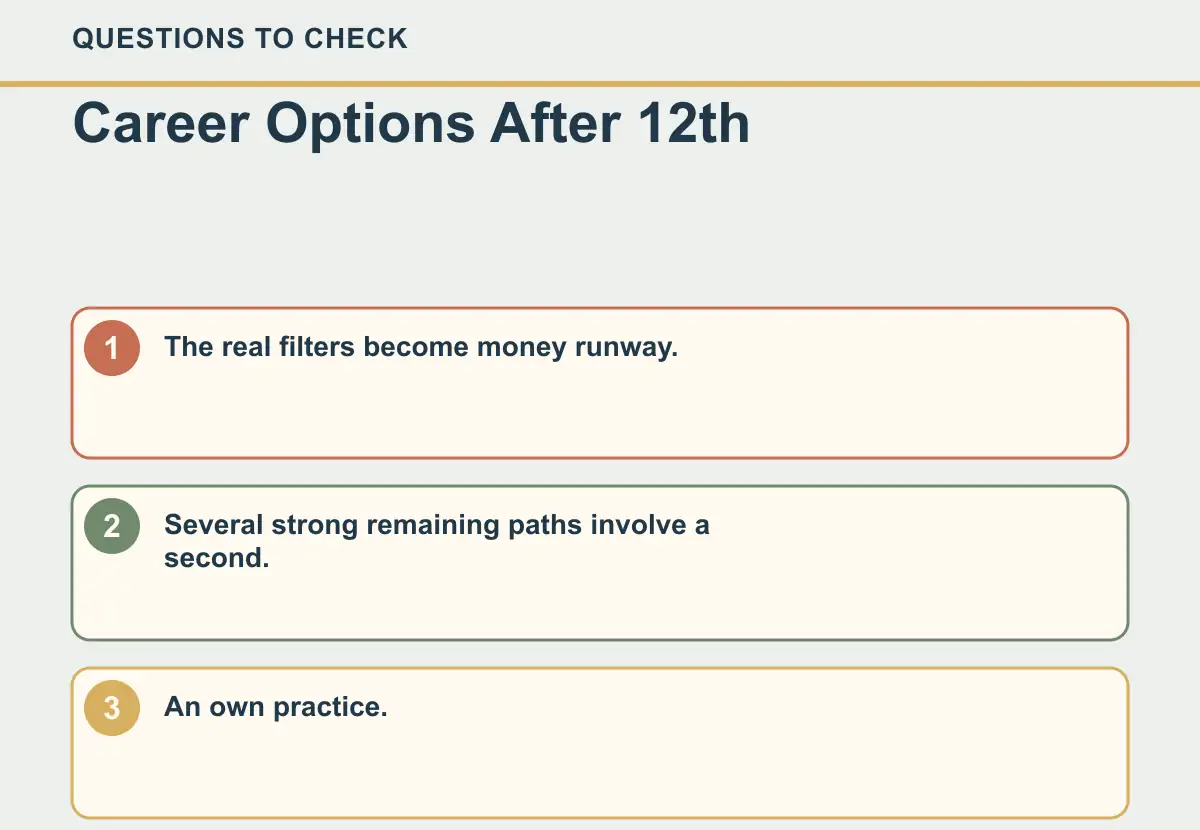 QUESTIONS TO CHECK
Career Options After 12th
1
The real filters become money runway.
2
Several strong remaining paths involve a
second.
3
An own practice.